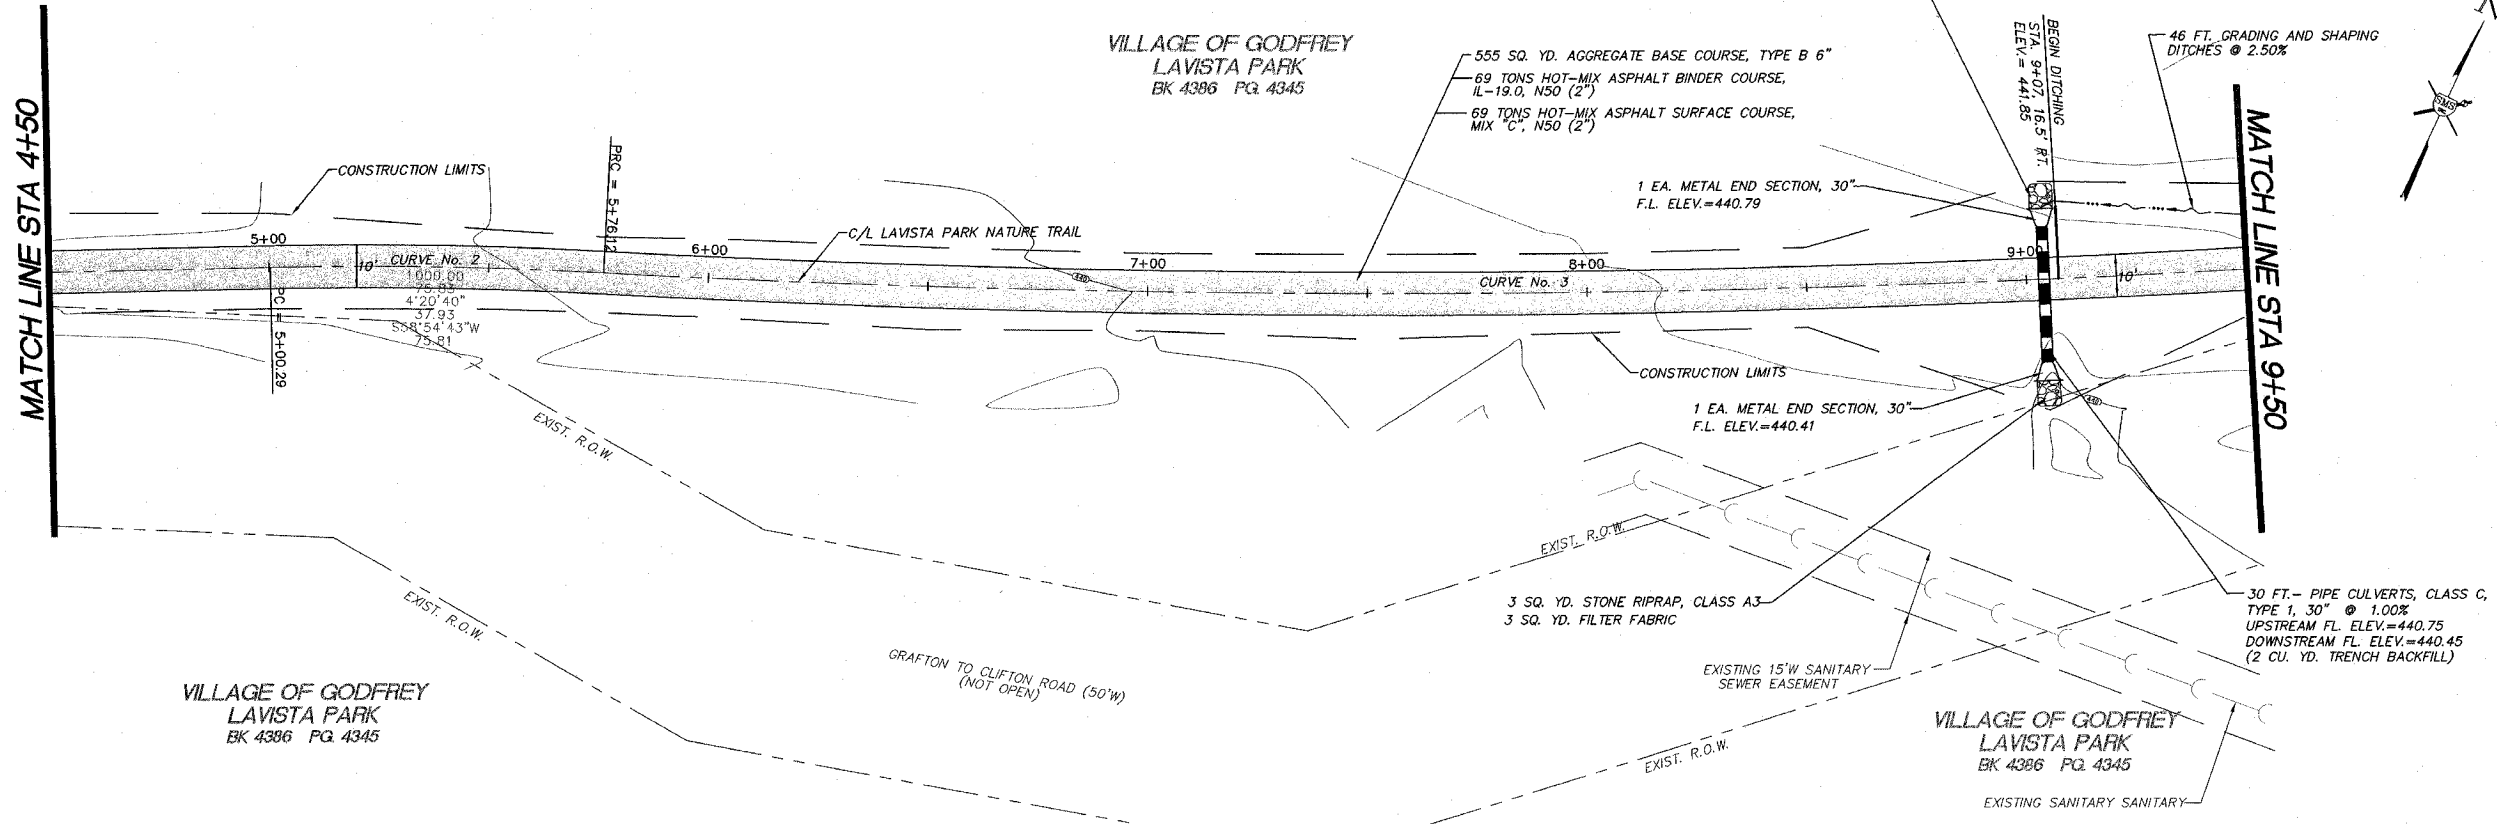 MATCH LINE STA 4+50
VILLAGE OF GODFREY
LAVISTA PARK
BK 4386 PG. 4345
555 SQ. YD. AGGREGATE BASE COURSE, TYPE B 6"
69 TONS HOT-MIX ASPHALT BINDER COURSE,
IL-19.0, N50 (2")
69 TONS HOT-MIX ASPHALT SURFACE COURSE,
MIX "C", N50 (2")
BEGIN DITCHING
STA. 9+07, 16.5' RT.
ELEV.= 441.85
46 FT. GRADING AND SHAPING
DITCHES @ 2.50%
SMS
MATCH LINE STA 9+50
CONSTRUCTION LIMITS
PRC = 5+76.12
C/L LAVISTA PARK NATURE TRAIL
1 EA. METAL END SECTION, 30"
F.L. ELEV.=440.79
5+00
6+00
7+00
8+00
9+00
10'
CURVE No. 2
1000.00
75.83
4°20'40"
37.93
S58°54'43"W
75.81
PC = 5+00.29
440
CURVE No. 3
10'
CONSTRUCTION LIMITS
1 EA. METAL END SECTION, 30"
F.L. ELEV.=440.41
440
EXIST. R.O.W.
EXIST. R.O.W.
EXIST. R.O.W.
3 SQ. YD. STONE RIPRAP, CLASS A3
3 SQ. YD. FILTER FABRIC
30 FT.- PIPE CULVERTS, CLASS C,
TYPE 1, 30" @ 1.00%
UPSTREAM FL. ELEV.=440.75
DOWNSTREAM FL. ELEV.=440.45
(2 CU. YD. TRENCH BACKFILL)
GRAFTON TO CLIFTON ROAD (50'W)
(NOT OPEN)
EXISTING 15'W SANITARY
SEWER EASEMENT
VILLAGE OF GODFREY
LAVISTA PARK
BK 4386 PG. 4345
VILLAGE OF GODFREY
LAVISTA PARK
BK 4386 PG. 4345
EXIST. R.O.W.
EXISTING SANITARY SANITARY